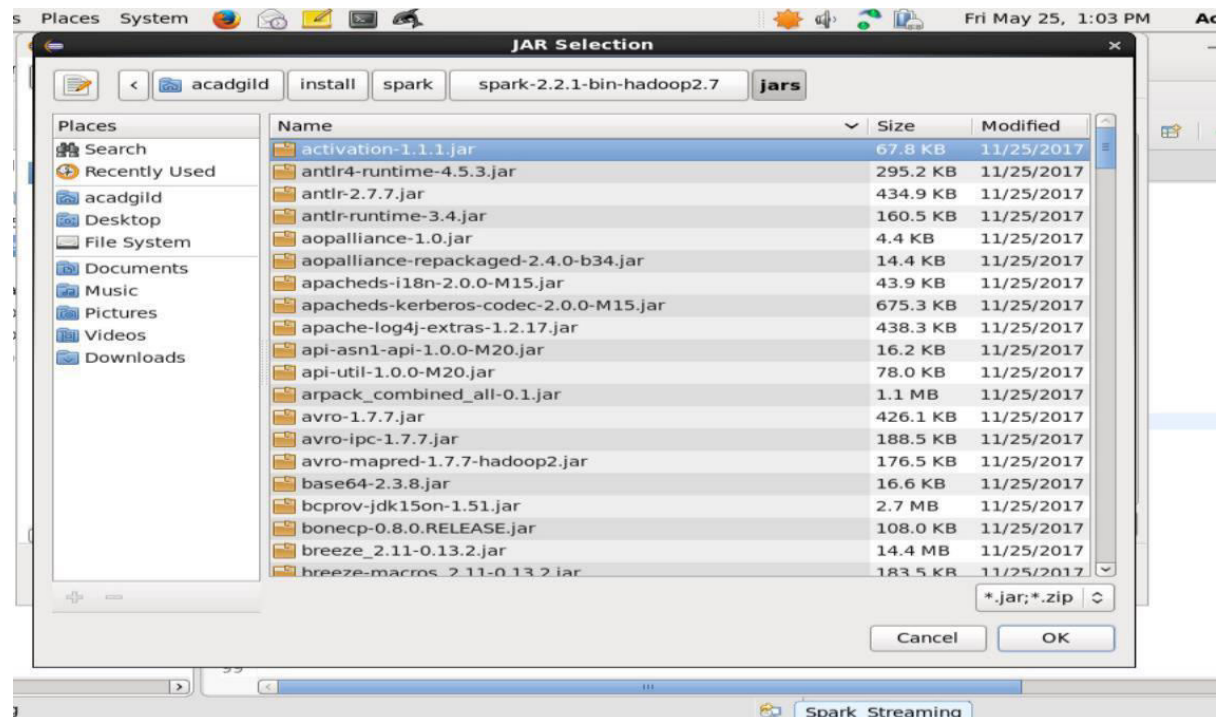 s Places System Fri May 25, 1:03 PM Ac
JAR Selection
acadgild install spark spark-2.2.1-bin-hadoop2.7 jars
Places
Search
Recently Used
acadgild
Desktop
File System
Documents
Music
Pictures
Videos
Downloads
Name Size Modified
activation-1.1.1.jar 67.8 KB 11/25/2017
antlr4-runtime-4.5.3.jar 295.2 KB 11/25/2017
antlr-2.7.7.jar 434.9 KB 11/25/2017
antlr-runtime-3.4.jar 160.5 KB 11/25/2017
aopalliance-1.0.jar 4.4 KB 11/25/2017
aopalliance-repackaged-2.4.0-b34.jar 14.4 KB 11/25/2017
apacheds-i18n-2.0.0-M15.jar 43.9 KB 11/25/2017
apacheds-kerberos-codec-2.0.0-M15.jar 675.3 KB 11/25/2017
apache-log4j-extras-1.2.17.jar 438.3 KB 11/25/2017
api-asn1-api-1.0.0-M20.jar 16.2 KB 11/25/2017
api-util-1.0.0-M20.jar 78.0 KB 11/25/2017
arpack_combined_all-0.1.jar 1.1 MB 11/25/2017
avro-1.7.7.jar 426.1 KB 11/25/2017
avro-ipc-1.7.7.jar 188.5 KB 11/25/2017
avro-mapred-1.7.7-hadoop2.jar 176.5 KB 11/25/2017
base64-2.3.8.jar 16.6 KB 11/25/2017
bcprov-jdk15on-1.51.jar 2.7 MB 11/25/2017
bonecp-0.8.0.RELEASE.jar 108.0 KB 11/25/2017
breeze_2.11-0.13.2.jar 14.4 MB 11/25/2017
breeze-macros_2.11-0.13.2.jar 183.5 KB 11/25/2017
*.jar;*.zip
Cancel OK
Spark_Streaming